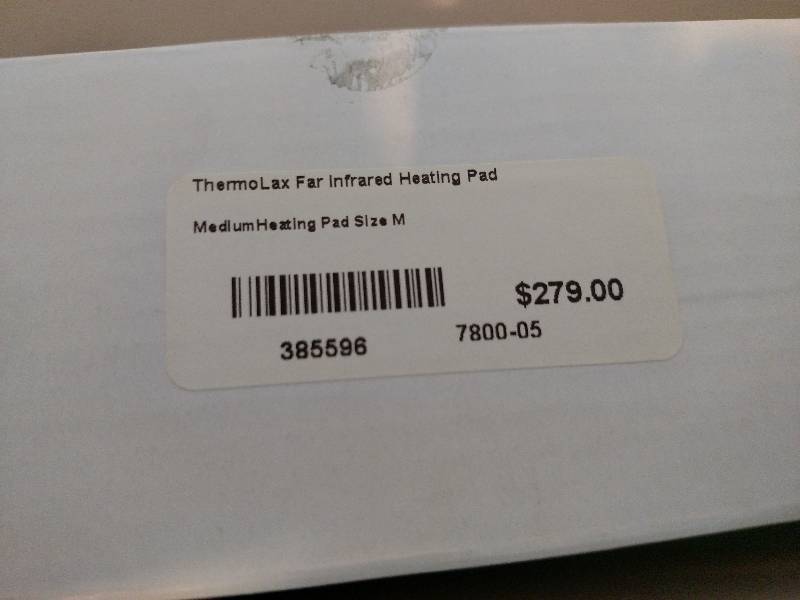 ThermoLax Far Infrared Heating Pad
MediumHeating Pad Size M
$279.00
385596 7800-05